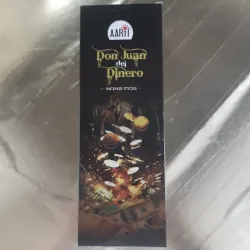 AARTI
Don Juan
del
Dinero
- INCENSE STICKS -